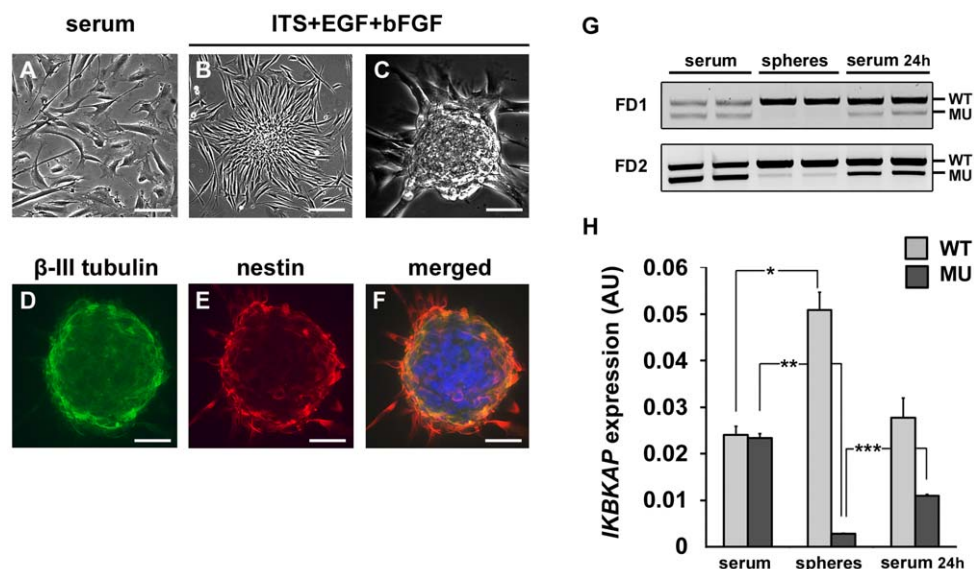 serum
ITS+EGF+bFGF
A
B
C
β-III tubulin
nestin
merged
D
E
F
G
serum spheres serum 24h
FD1
WT
MU
FD2
WT
MU
H
WT
MU
IKBKAP expression (AU)
0.06
0.05
0.04
0.03
0.02
0.01
0
*
**
***
serum spheres serum 24h